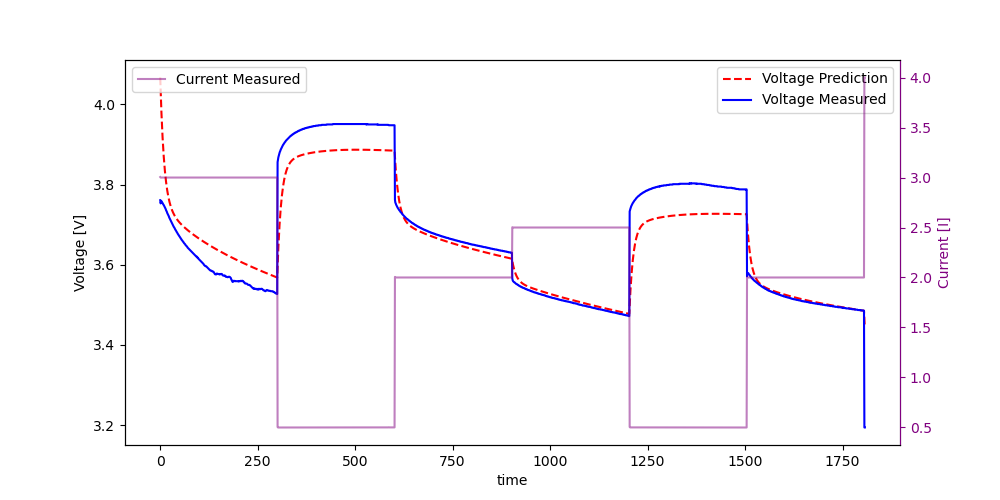 Current Measured
Voltage Prediction
Voltage Measured
4.0
3.8
3.6
3.4
3.2
Voltage [V]
4.0
3.5
3.0
2.5
2.0
1.5
1.0
0.5
Current [I]
0 250 500 750 1000 1250 1500 1750
time